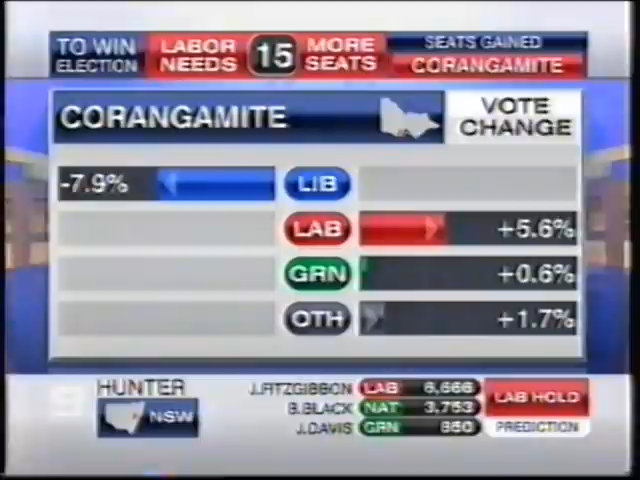 TO WIN ELECTION
LABOR NEEDS 15 MORE SEATS
SEATS GAINED
CORANGAMITE
CORANGAMITE
VOTE CHANGE
-7.9% LIB
LAB +5.6%
GRN +0.6%
OTH +1.7%
HUNTER
NSW
J.FITZGIBBON LAB 6,666
B.BLACK NAT 3,753
J.DAVIS GRN 860
LAB HOLD
PREDICTION